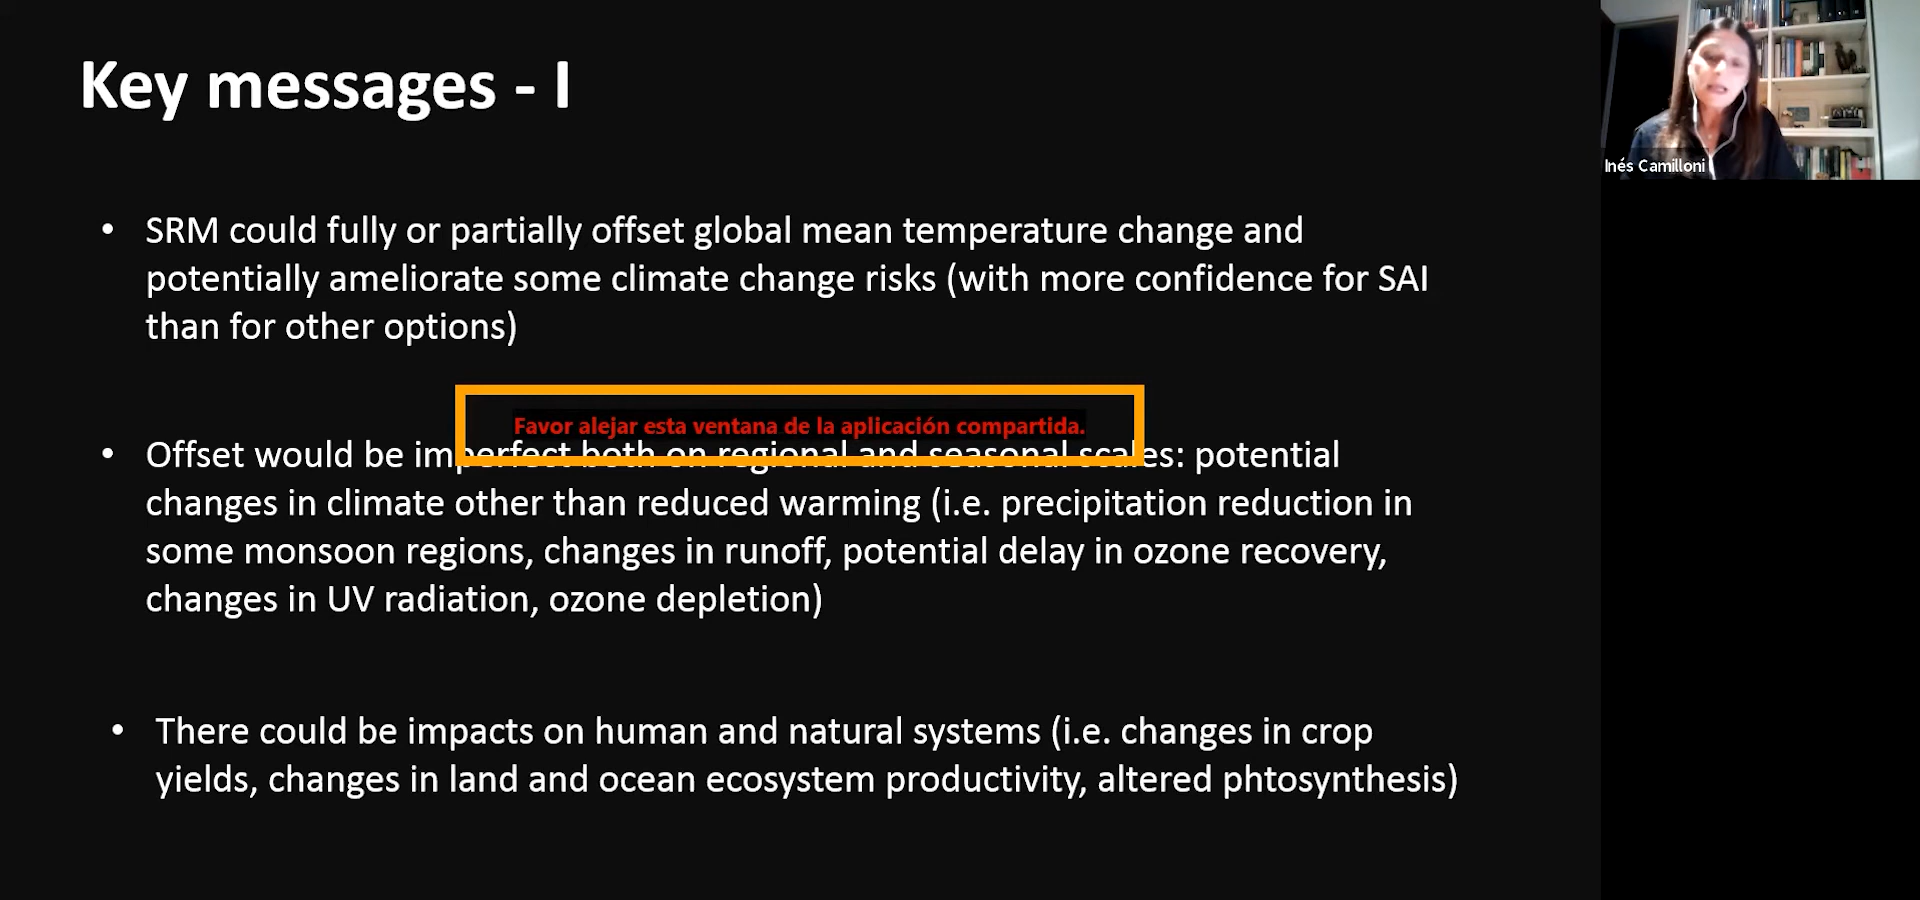 Key messages - I
Inés Camilloni
• SRM could fully or partially offset global mean temperature change and
potentially ameliorate some climate change risks (with more confidence for SAI
than for other options)
Favor alejar esta ventana de la aplicación compartida.
• Offset would be imperfect both on regional and seasonal scales: potential
changes in climate other than reduced warming (i.e. precipitation reduction in
some monsoon regions, changes in runoff, potential delay in ozone recovery,
changes in UV radiation, ozone depletion)
• There could be impacts on human and natural systems (i.e. changes in crop
yields, changes in land and ocean ecosystem productivity, altered phtosynthesis)